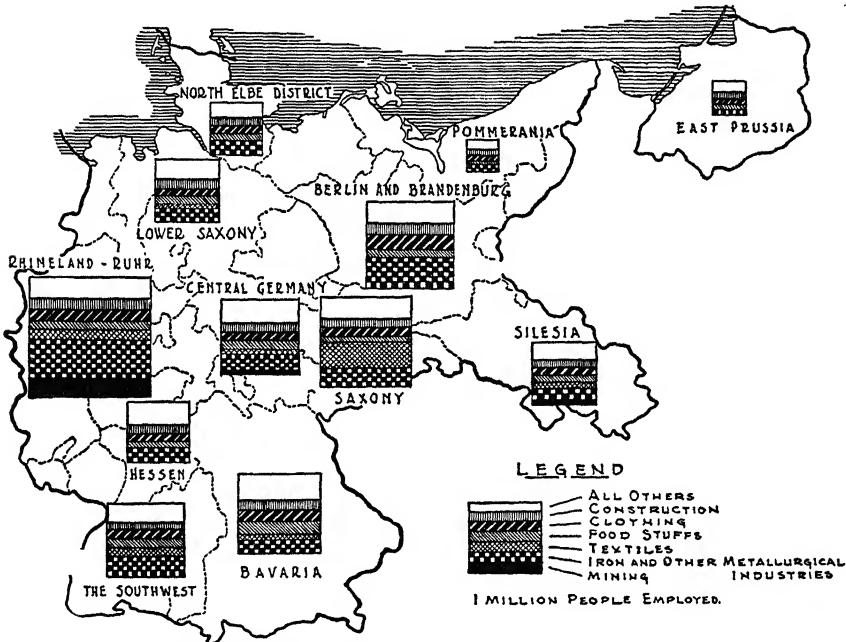 NORTH ELBE DISTRICT
EAST PRUSSIA
POMMERANIA
BERLIN AND BRANDENBURG
LOWER SAXONY
RHINELAND-RUHR
CENTRAL GERMANY
SILESIA
SAXONY
HESSEN
BAVARIA
THE SOUTHWEST
LEGEND
ALL OTHERS
CONSTRUCTION
CLOTHING
FOOD STUFFS
TEXTILES
IRON AND OTHER METALLURGICAL
MINING INDUSTRIES
1 MILLION PEOPLE EMPLOYED.